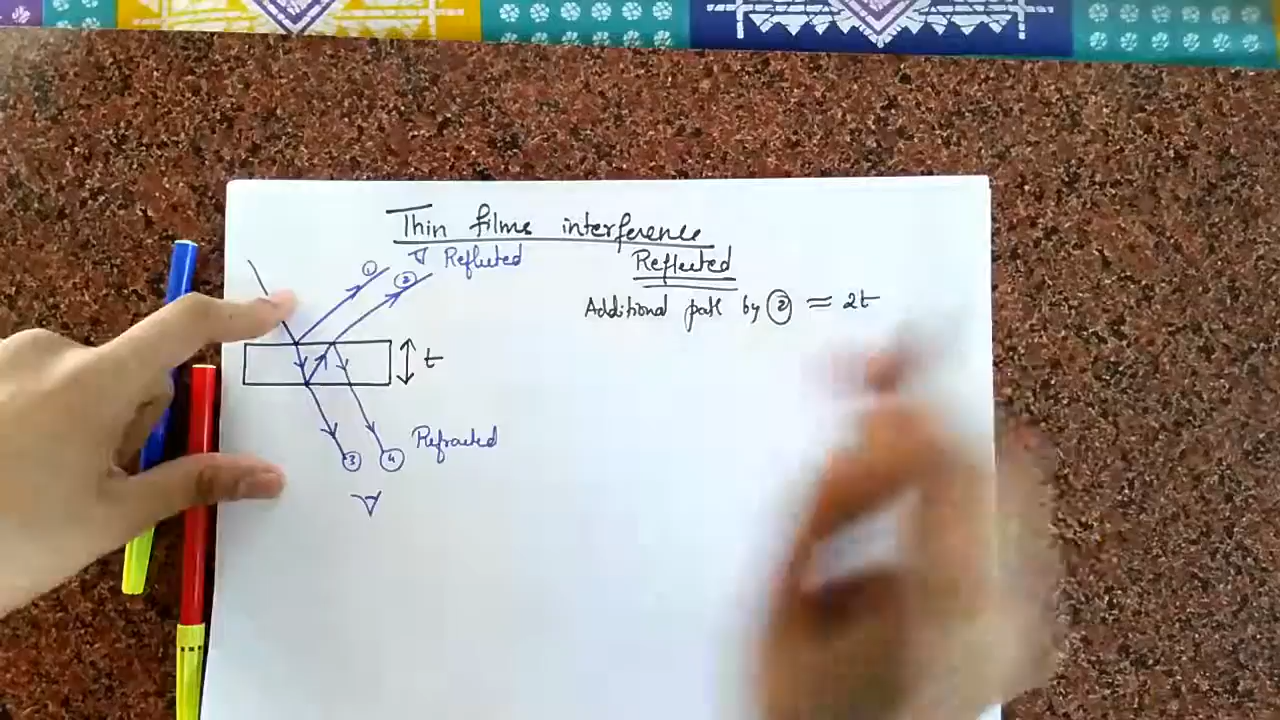 Thin films interference
Reflected
Reflected
Additional path by ② = 2t
①
②
t
Refracted
③ ④